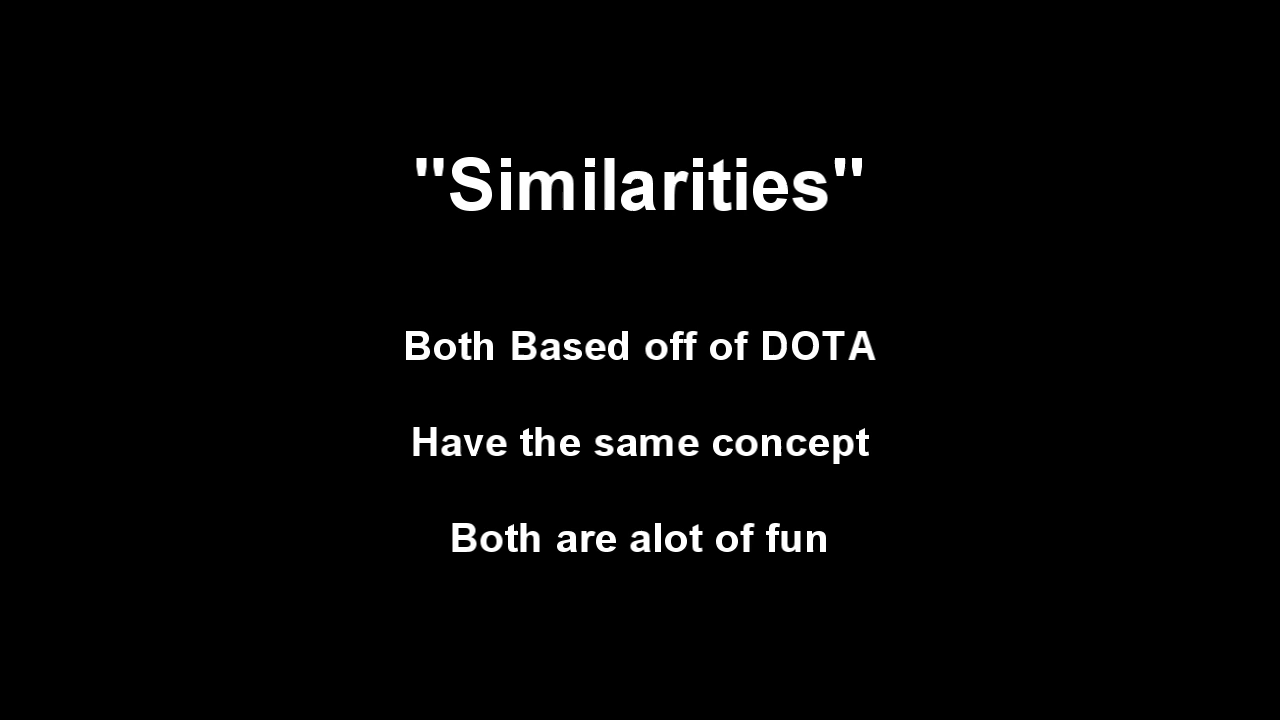 "Similarities"
Both Based off of DOTA
Have the same concept
Both are alot of fun